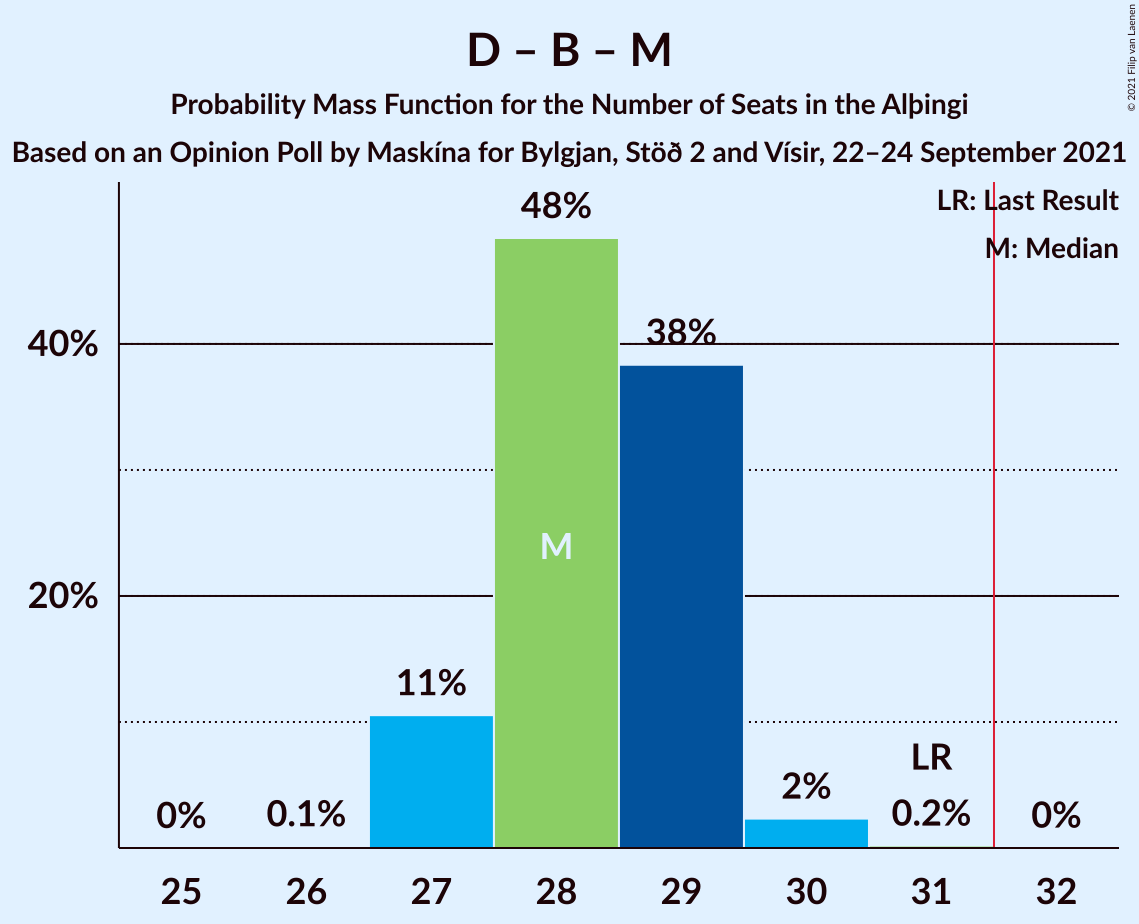 D – B – M
Probability Mass Function for the Number of Seats in the Alþingi
Based on an Opinion Poll by Maskína for Bylgjan, Stöð 2 and Vísir, 22–24 September 2021
© 2021 Filip van Laenen
LR: Last Result
M: Median
48%
38%
40%
M
20%
11%
LR
2%
0%
0.1%
0.2%
0%
25 26 27 28 29 30 31 32